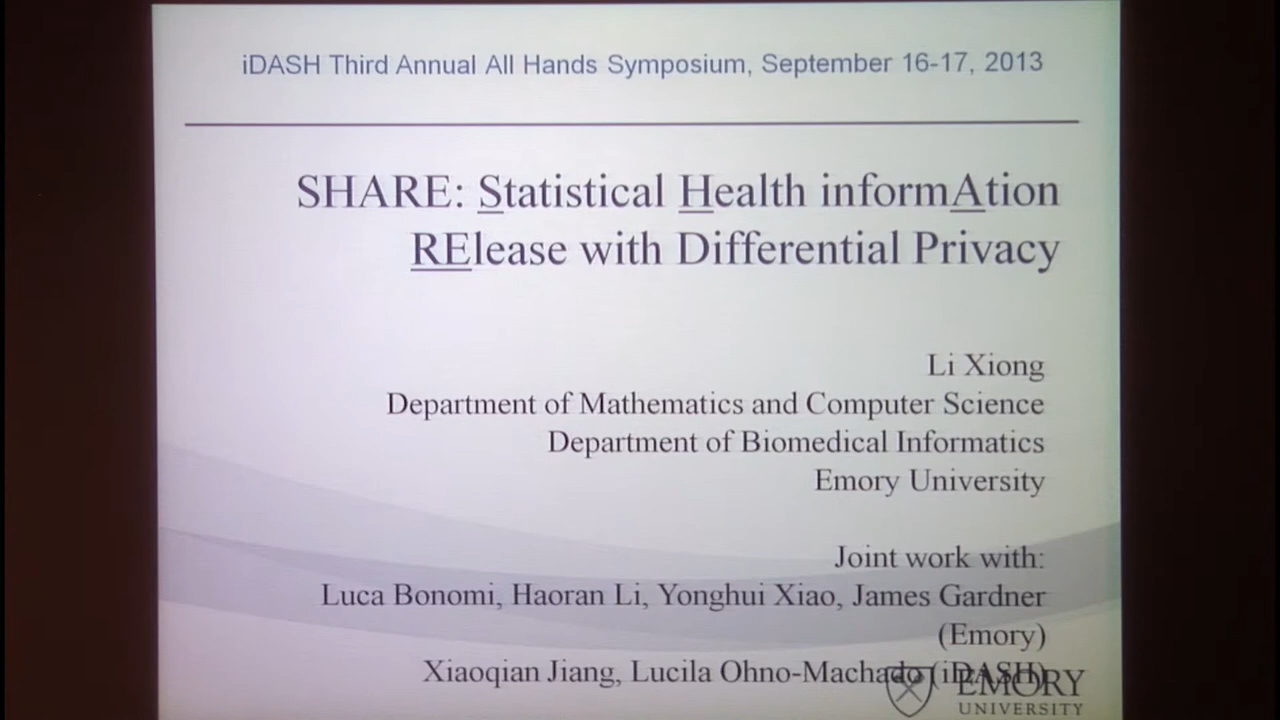 iDASH Third Annual All Hands Symposium, September 16-17, 2013
SHARE: Statistical Health informAtion
RElease with Differential Privacy
Li Xiong
Department of Mathematics and Computer Science
Department of Biomedical Informatics
Emory University
Joint work with:
Luca Bonomi, Haoran Li, Yonghui Xiao, James Gardner
(Emory)
Xiaoqian Jiang, Lucila Ohno-Machado (iDASH)
EMORY
UNIVERSITY